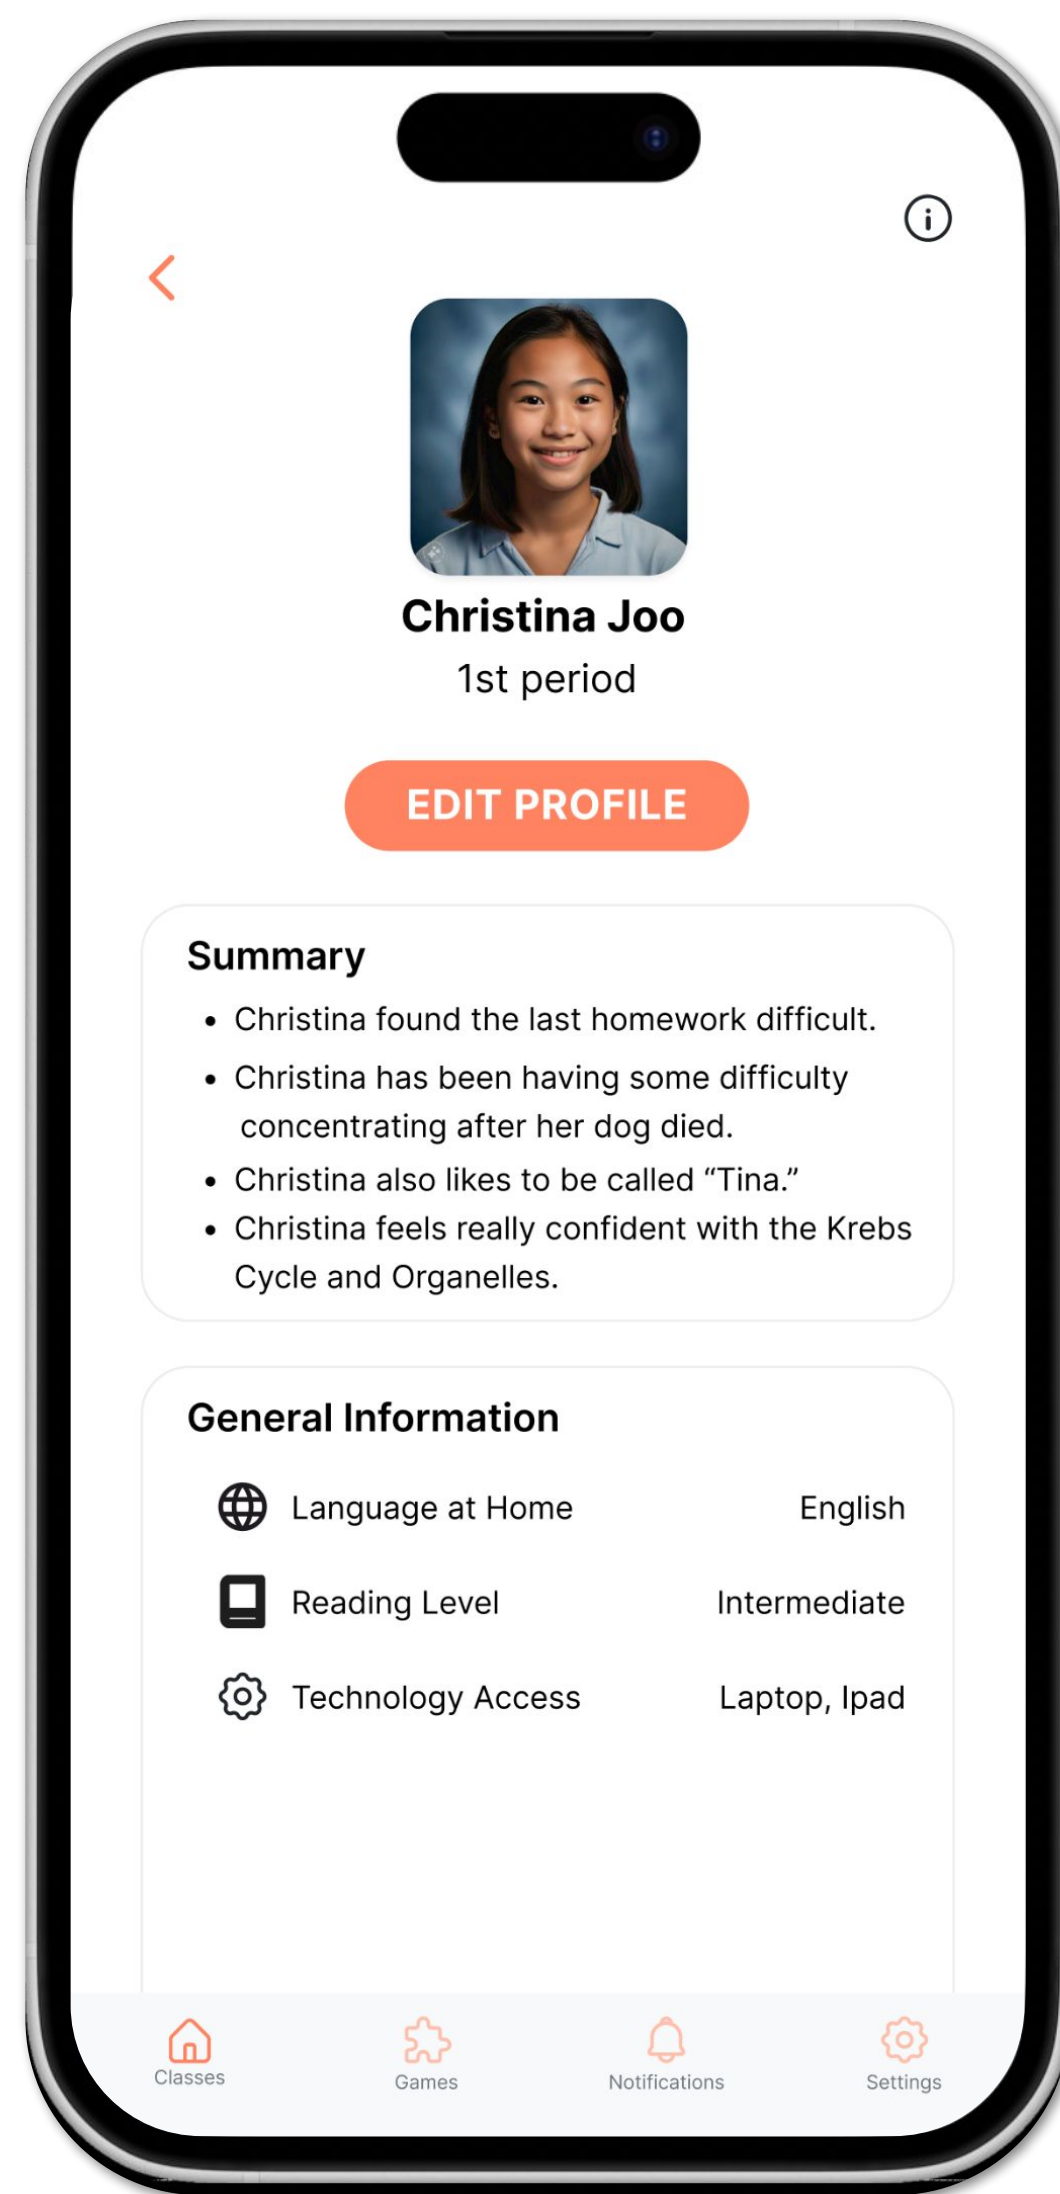 Christina Joo
1st period
EDIT PROFILE
Summary
• Christina found the last homework difficult.
• Christina has been having some difficulty
concentrating after her dog died.
• Christina also likes to be called “Tina.”
• Christina feels really confident with the Krebs
Cycle and Organelles.
General Information
Language at Home English
Reading Level Intermediate
Technology Access Laptop, Ipad
Classes Games Notifications Settings